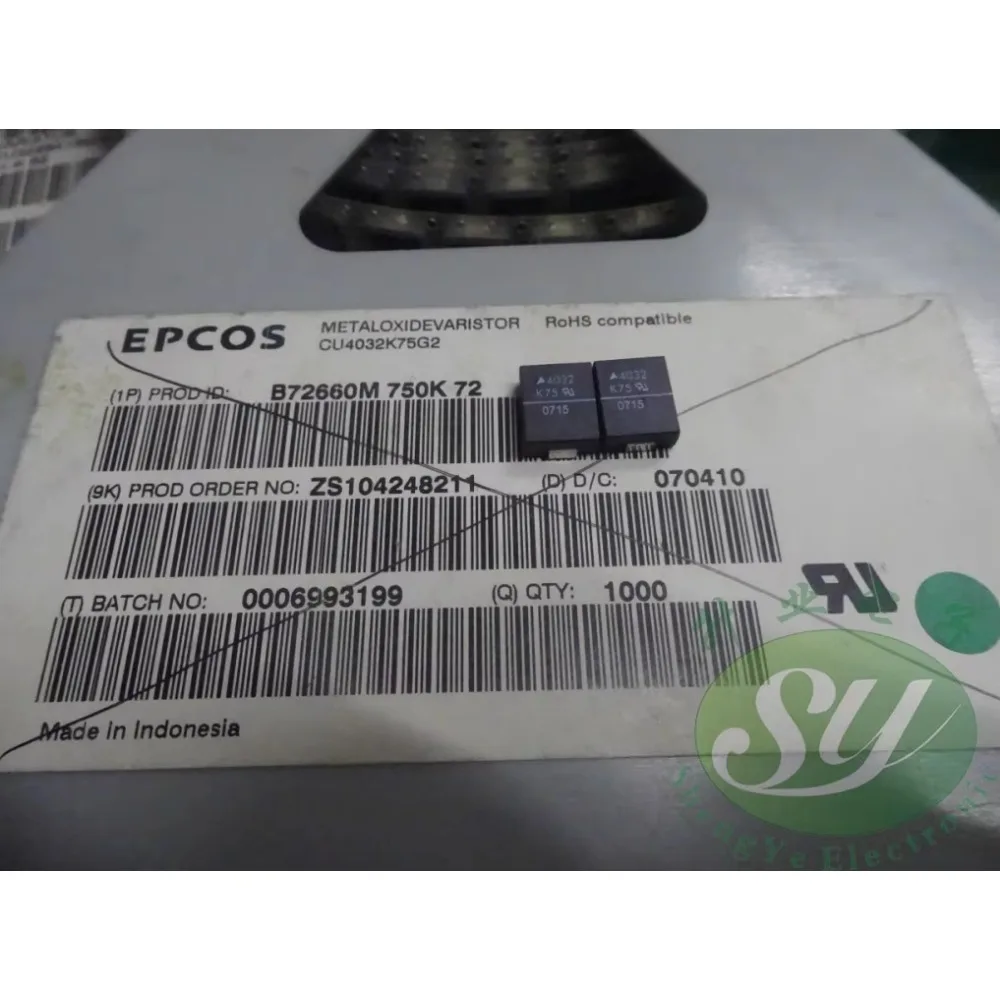 EPCOS METALOXIDEVARISTOR RoHS compatible
CU4032K75G2
(1P) PROD ID: B72660M 750K 72
4032
K75
0715
4032
K75
0715
(9K) PROD ORDER NO: ZS104248211 (D) D/C: 070410
(T) BATCH NO: 0006993199 (Q) QTY: 1000
Made in Indonesia
SY
Electronic